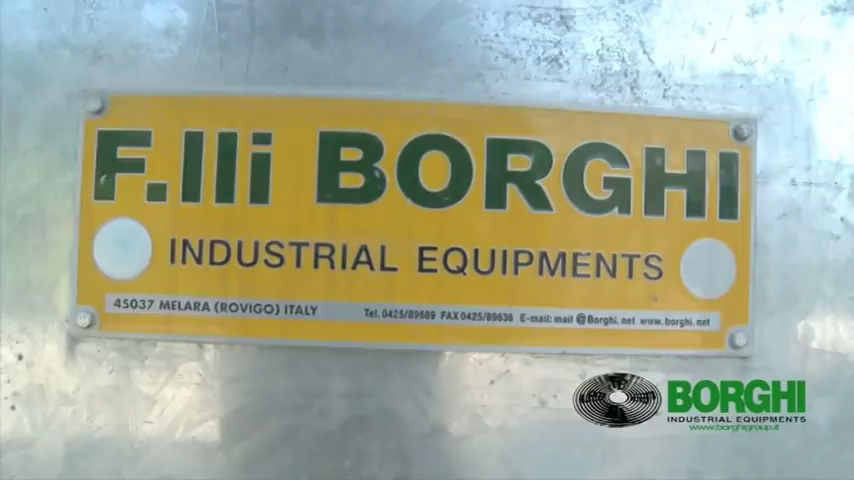 F.lli BORGHI
INDUSTRIAL EQUIPMENTS
45037 MELARA (ROVIGO) ITALY Tel. 0425/89689 FAX 0425/89636 E-mail: mail @Borghi.net www.borghi.net
BORGHI
INDUSTRIAL EQUIPMENTS
www.borghigroup.it